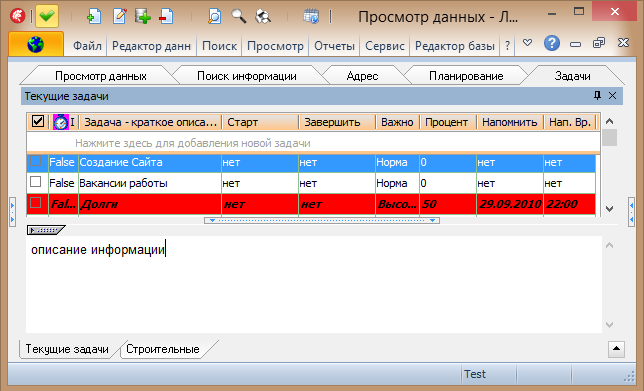 Просмотр данных - Л...
Файл Редактор данн Поиск Просмотр Отчеты Сервис Редактор базы ?
Просмотр данных Поиск информации Адрес Планирование Задачи
Текущие задачи
I Задача - краткое описа... Старт Завершить Важно Процент Напомнить Нап. Вр.
Нажмите здесь для добавления новой задачи
False Создание Сайта нет нет Норма 0 нет нет
False Вакансии работы нет нет Норма 0 нет нет
Fal... Долги нет нет Высо... 50 29.09.2010 22:00
описание информации
Текущие задачи Строительные
Test